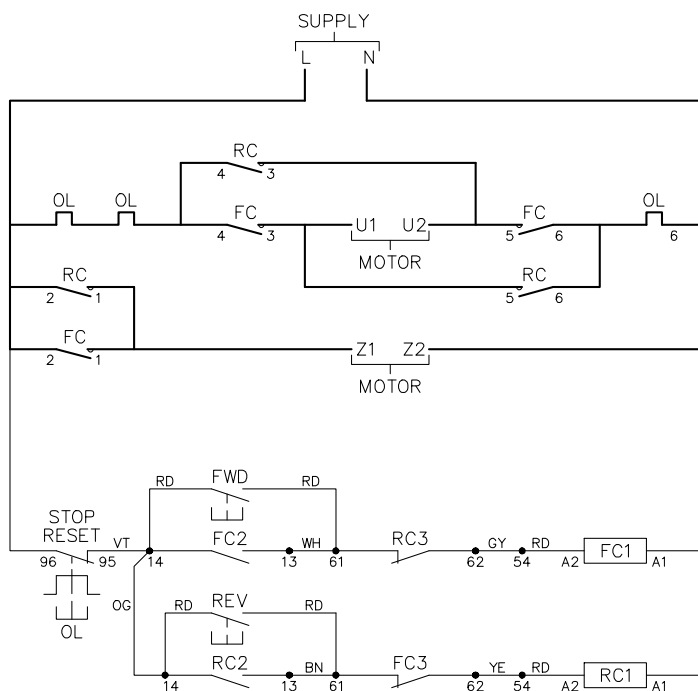 SUPPLY
L N
RC
4 3
OL OL FC U1 U2 FC OL
4 3 MOTOR 5 6 6
RC RC
2 1 5 6
FC Z1 Z2
2 1 MOTOR
RD FWD RD
STOP
RESET VT FC2 WH RC3 GY RD FC1
96 95 14 13 61 62 54 A2 A1
OG RD REV RD
OL
RC2 BN FC3 YE RD RC1
14 13 61 62 54 A2 A1